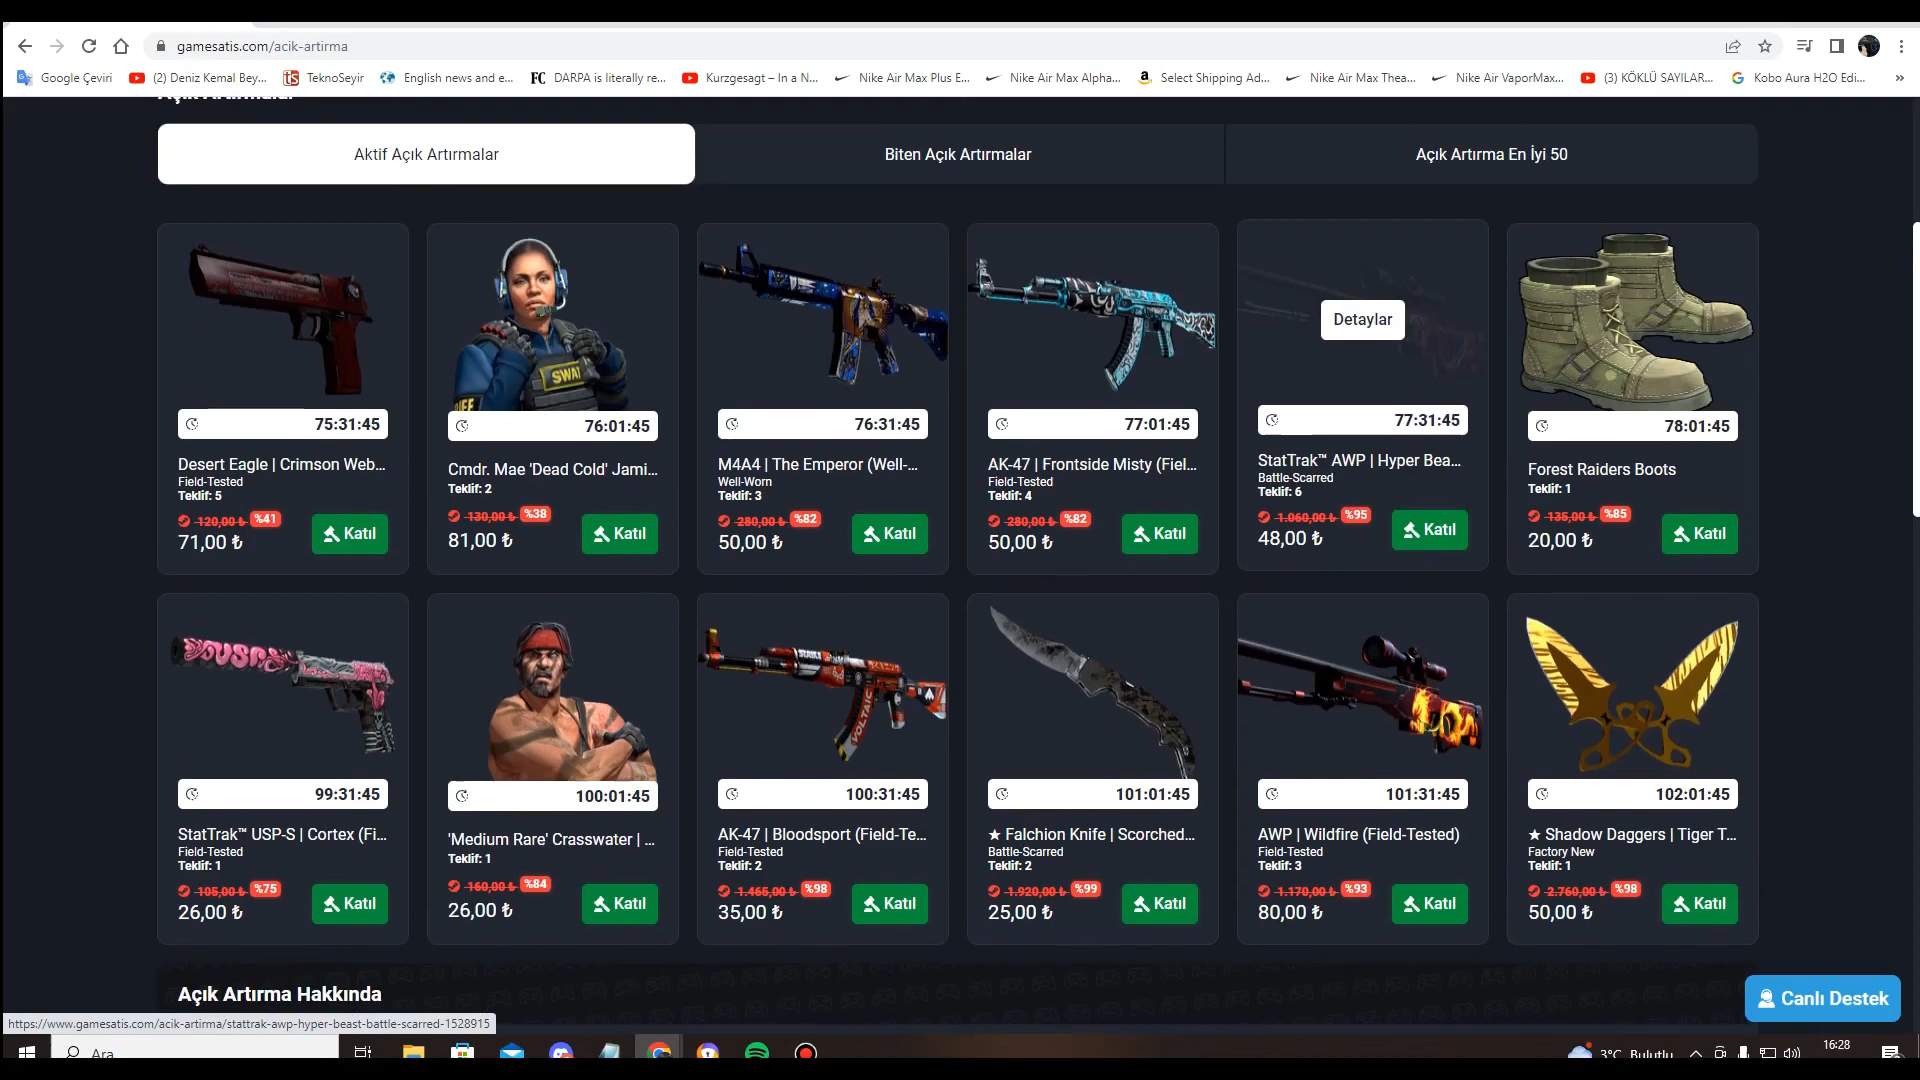 gamesatis.com/acik-artirma
Google Çeviri
(2) Deniz Kemal Bey...
TeknoSeyir
English news and e...
FC DARPA is literally re...
Kurzgesagt – In a N...
Nike Air Max Plus E...
Nike Air Max Alpha...
Select Shipping Ad...
Nike Air Max Thea...
Nike Air VaporMax...
(3) KÖKLÜ SAYILAR...
Kobo Aura H2O Edi...
»
Açık Artırmalar
Aktif Açık Artırmalar
Biten Açık Artırmalar
Açık Artırma En İyi 50
75:31:45
Desert Eagle | Crimson Web...
Field-Tested
Teklif: 5
120,00 ₺ %41
71,00 ₺
Katıl
SWAT
76:01:45
Cmdr. Mae 'Dead Cold' Jami...
Teklif: 2
130,00 ₺ %38
81,00 ₺
Katıl
76:31:45
M4A4 | The Emperor (Well-...
Well-Worn
Teklif: 3
280,00 ₺ %82
50,00 ₺
Katıl
77:01:45
AK-47 | Frontside Misty (Fiel...
Field-Tested
Teklif: 4
280,00 ₺ %82
50,00 ₺
Katıl
Detaylar
77:31:45
StatTrak™ AWP | Hyper Bea...
Battle-Scarred
Teklif: 6
1.060,00 ₺ %95
48,00 ₺
Katıl
78:01:45
Forest Raiders Boots
Teklif: 1
135,00 ₺ %85
20,00 ₺
Katıl
99:31:45
StatTrak™ USP-S | Cortex (Fi...
Field-Tested
Teklif: 1
105,00 ₺ %75
26,00 ₺
Katıl
100:01:45
'Medium Rare' Crasswater | ...
Teklif: 1
160,00 ₺ %84
26,00 ₺
Katıl
VOLTAIC
100:31:45
AK-47 | Bloodsport (Field-Te...
Field-Tested
Teklif: 2
1.465,00 ₺ %98
35,00 ₺
Katıl
101:01:45
★ Falchion Knife | Scorched...
Battle-Scarred
Teklif: 2
1.920,00 ₺ %99
25,00 ₺
Katıl
101:31:45
AWP | Wildfire (Field-Tested)
Field-Tested
Teklif: 3
1.170,00 ₺ %93
80,00 ₺
Katıl
102:01:45
★ Shadow Daggers | Tiger T...
Factory New
Teklif: 1
2.760,00 ₺ %98
50,00 ₺
Katıl
Açık Artırma Hakkında
Canlı Destek
https://www.gamesatis.com/acik-artirma/stattrak-awp-hyper-beast-battle-scarred-1528915
Ara
3°C Bulutlu
16:28